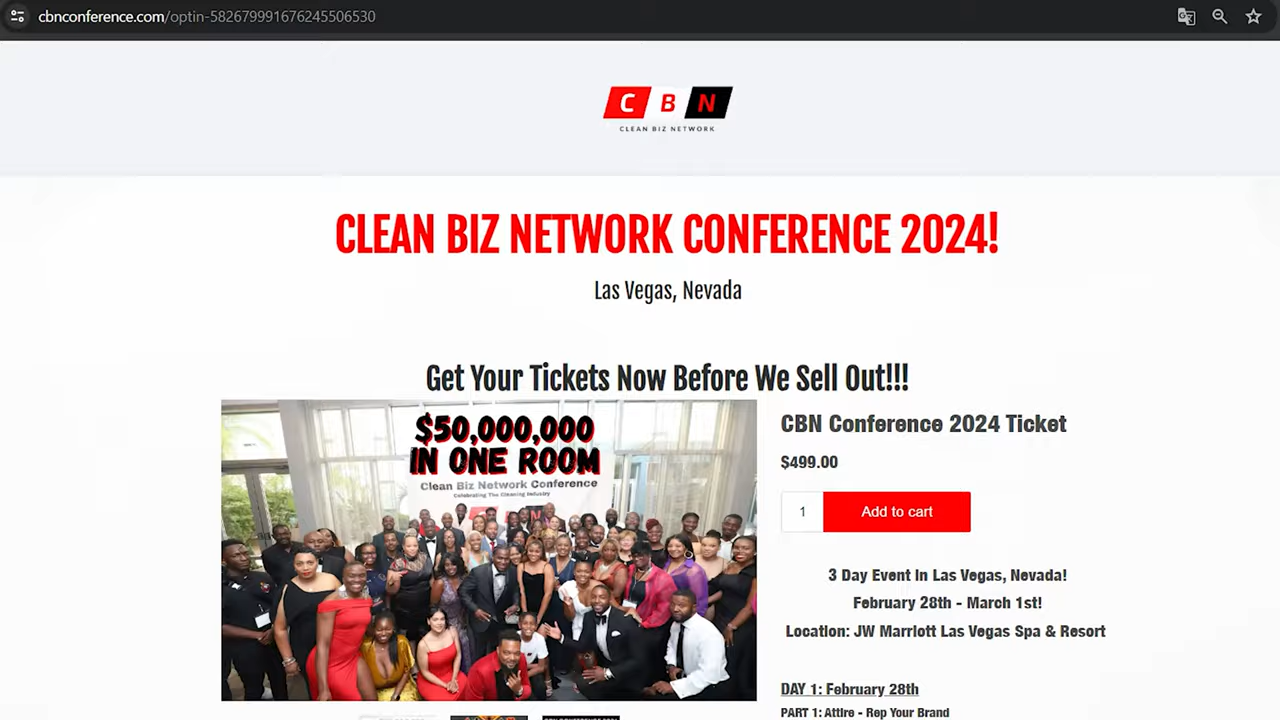 cbnconference.com/optin-582679991676245506530
C B N
CLEAN BIZ NETWORK
CLEAN BIZ NETWORK CONFERENCE 2024!
Las Vegas, Nevada
Get Your Tickets Now Before We Sell Out!!!
$50,000,000
IN ONE ROOM
Clean Biz Network Conference
Celebrating The Cleaning Industry
CBN Conference 2024 Ticket
$499.00
1
Add to cart
3 Day Event in Las Vegas, Nevada!
February 28th - March 1st!
Location: JW Marriott Las Vegas Spa & Resort
DAY 1: February 28th
PART 1: Attire - Rep Your Brand